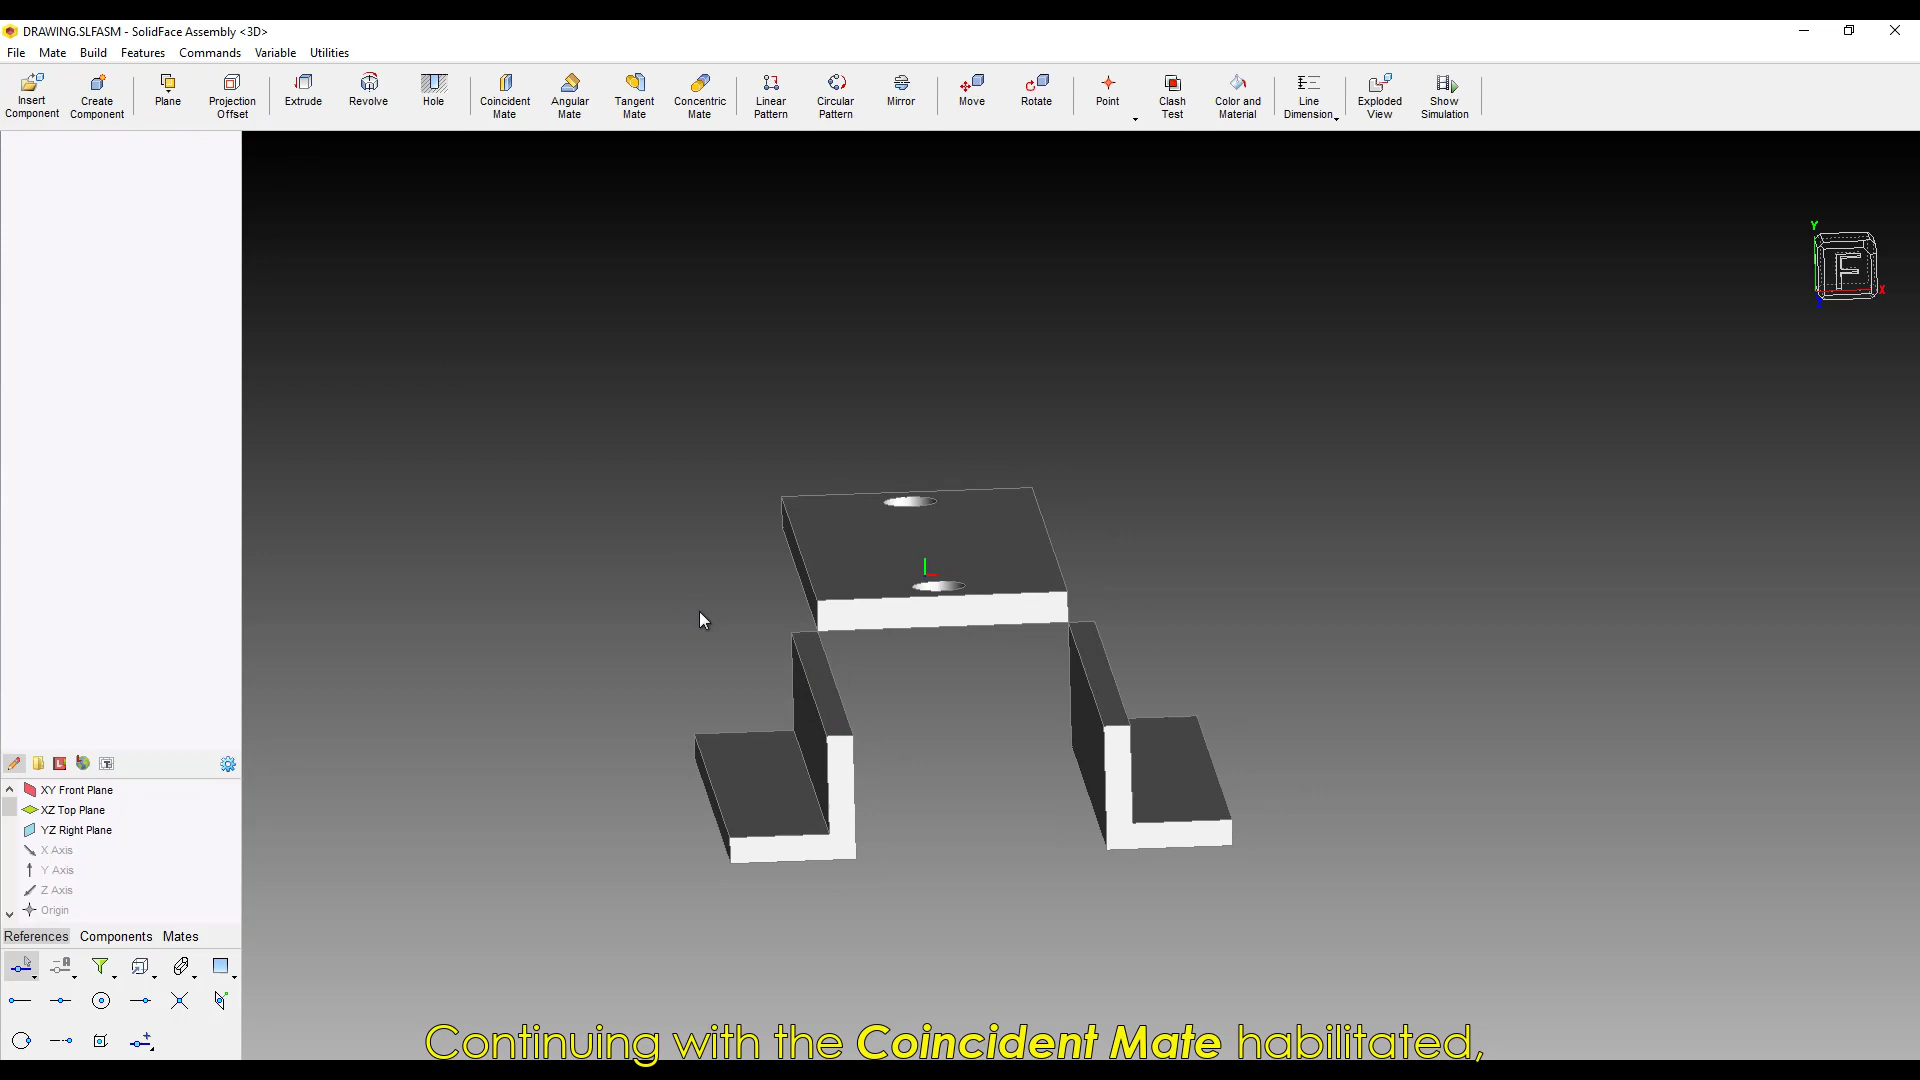 DRAWING.SLFASM - SolidFace Assembly <3D>
File Mate Build Features Commands Variable Utilities
Insert Component
Create Component
Plane
Projection Offset
Extrude
Revolve
Hole
Coincident Mate
Angular Mate
Tangent Mate
Concentric Mate
Linear Pattern
Circular Pattern
Mirror
Move
Rotate
Point
Clash Test
Color and Material
Line Dimension
Exploded View
Show Simulation
Y
F
X
XY Front Plane
XZ Top Plane
YZ Right Plane
X Axis
Y Axis
Z Axis
Origin
References Components Mates
Continuing with the Coincident Mate habilitated,